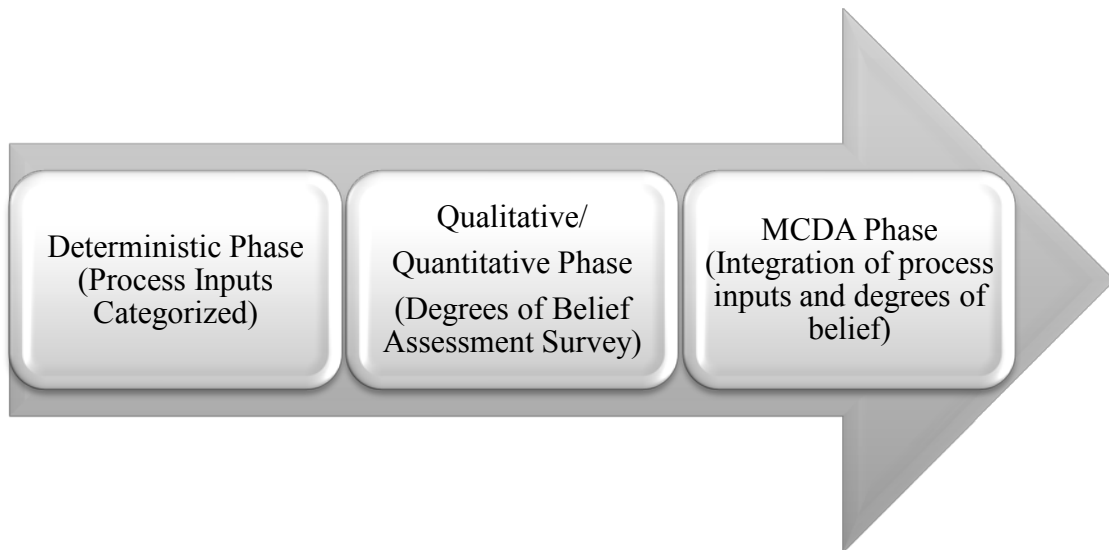 Deterministic Phase
(Process Inputs
Categorized)
Qualitative/
Quantitative Phase
(Degrees of Belief
Assessment Survey)
MCDA Phase
(Integration of process
inputs and degrees of
belief)